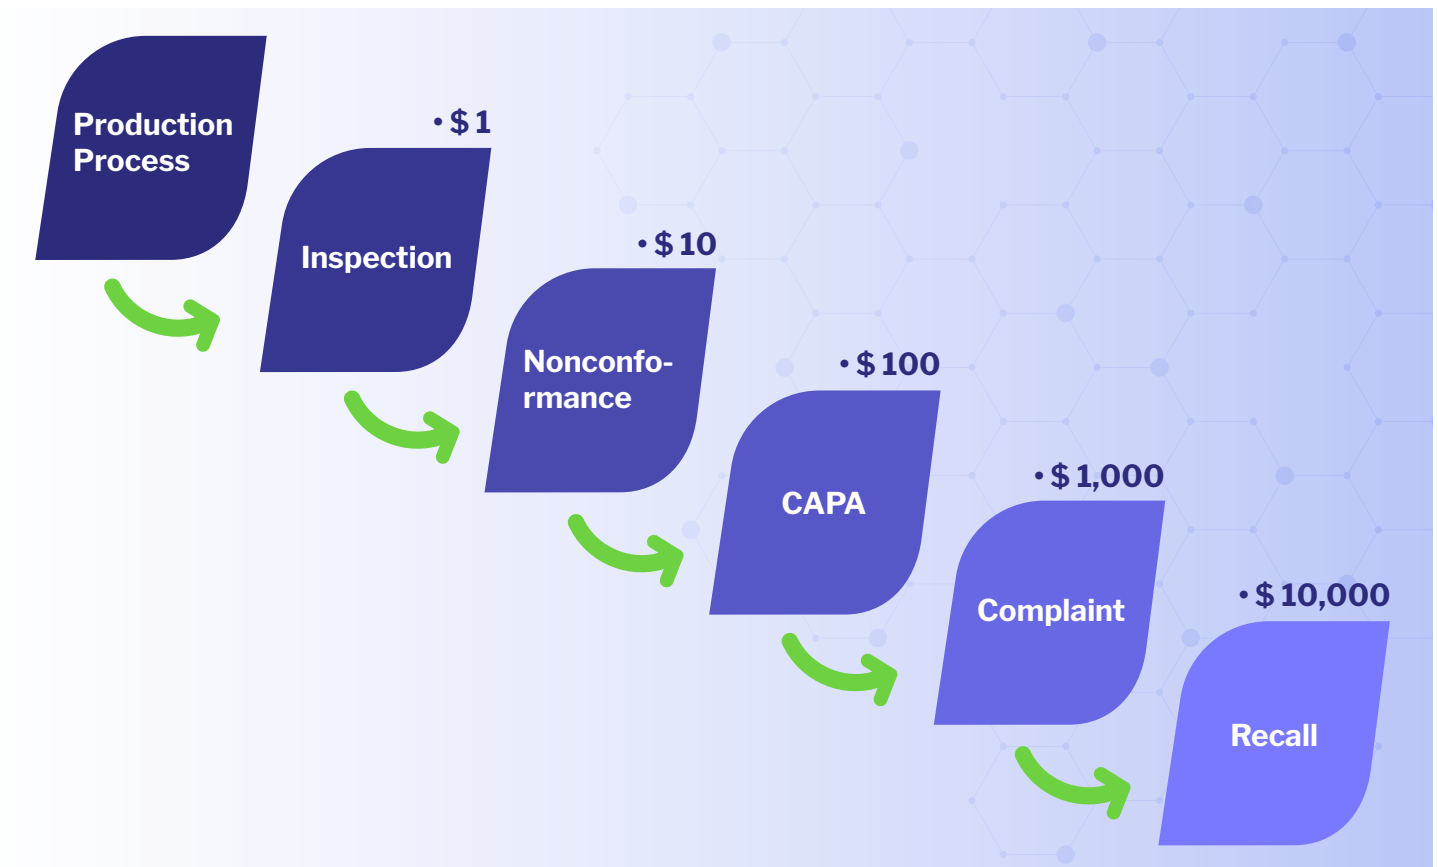 Production
Process
• $ 1
Inspection
• $ 10
Nonconfo-
rmance
• $ 100
CAPA
• $ 1,000
Complaint
• $ 10,000
Recall